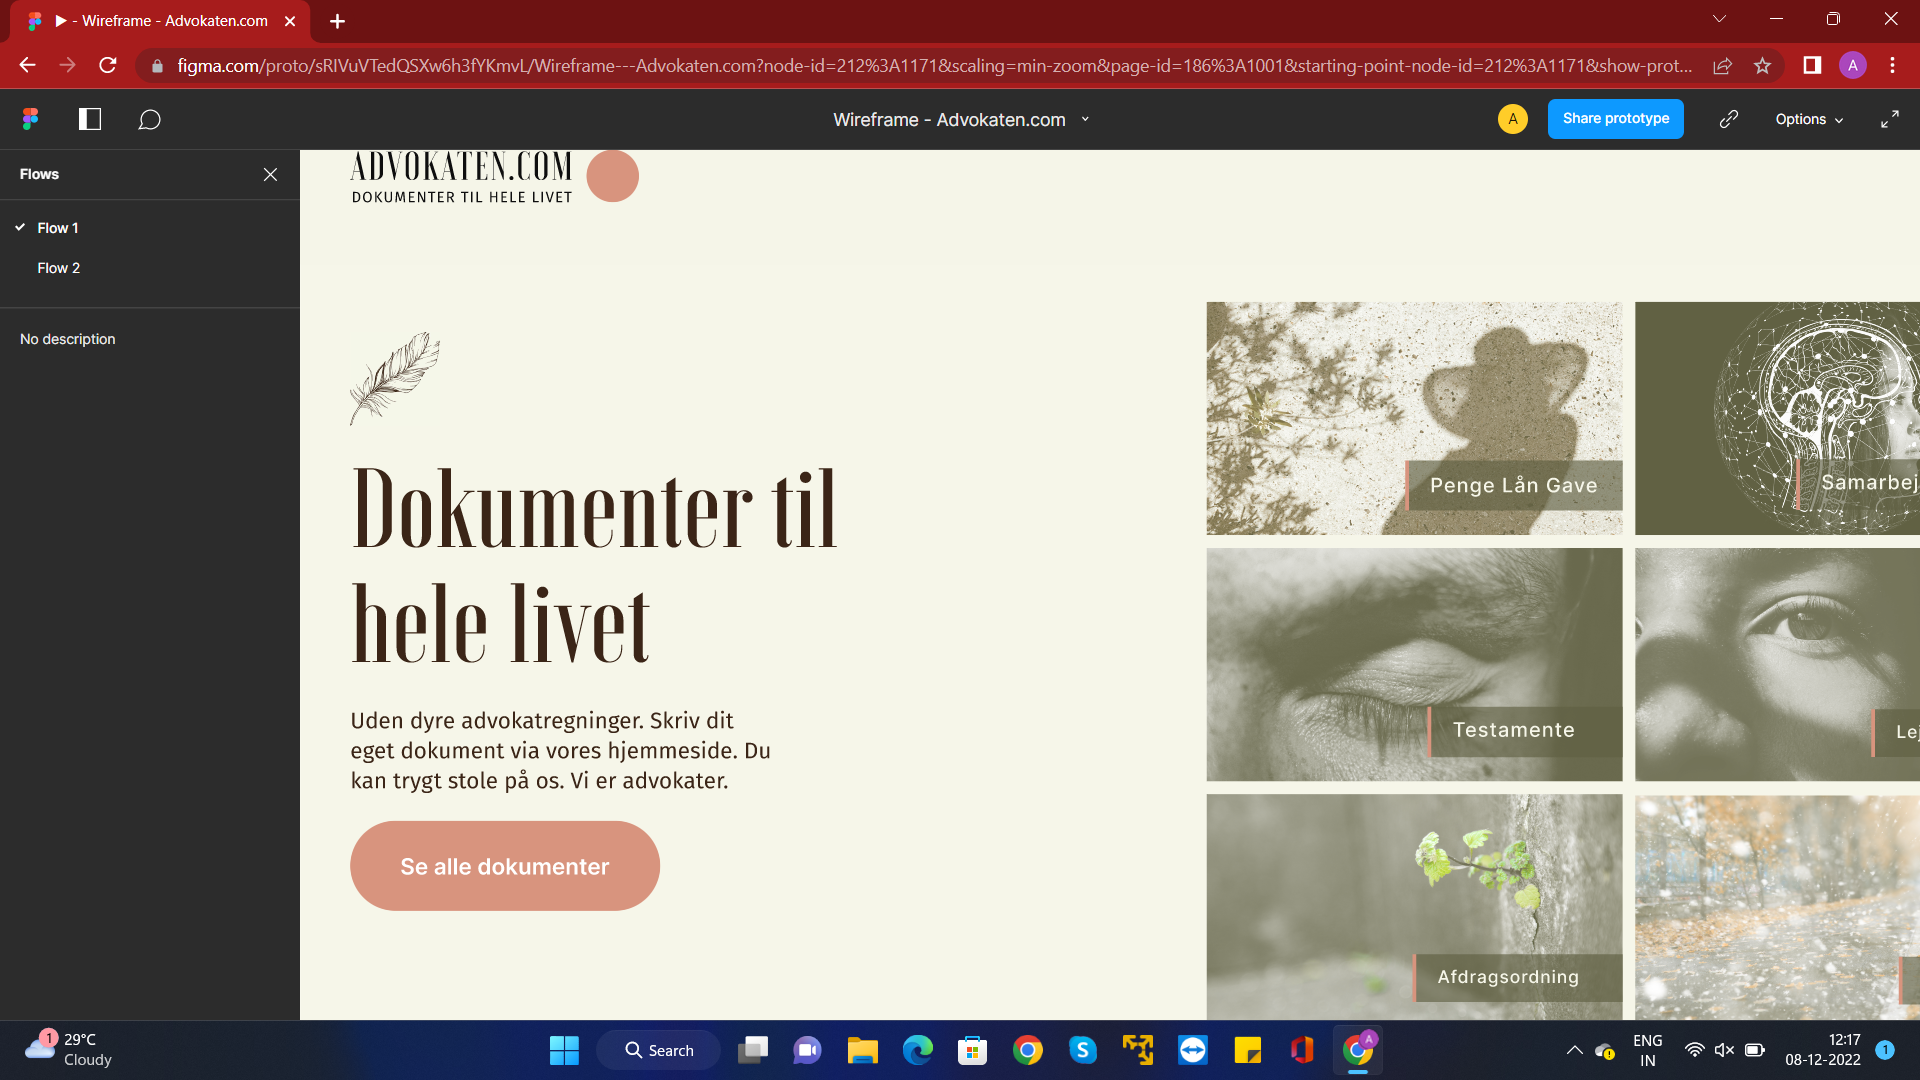 - Wireframe - Advokaten.com
figma.com/proto/sRIVuVTedQSXw6h3fYKmvL/Wireframe---Advokaten.com?node-id=212%3A1171&scaling=min-zoom&page-id=186%3A1001&starting-point-node-id=212%3A1171&show-prot...
A
Wireframe - Advokaten.com
A
Share prototype
Options
Flows
Flow 1
Flow 2
No description
ADVOKATEN.COM
DOKUMENTER TIL HELE LIVET
Dokumenter til
hele livet
Uden dyre advokatregninger. Skriv dit
eget dokument via vores hjemmeside. Du
kan trygt stole på os. Vi er advokater.
Se alle dokumenter
Penge Lån Gave
Samarbej
Testamente
Lej
Afdragsordning
1
29°C
Cloudy
Search
A
ENG
IN
12:17
08-12-2022
1